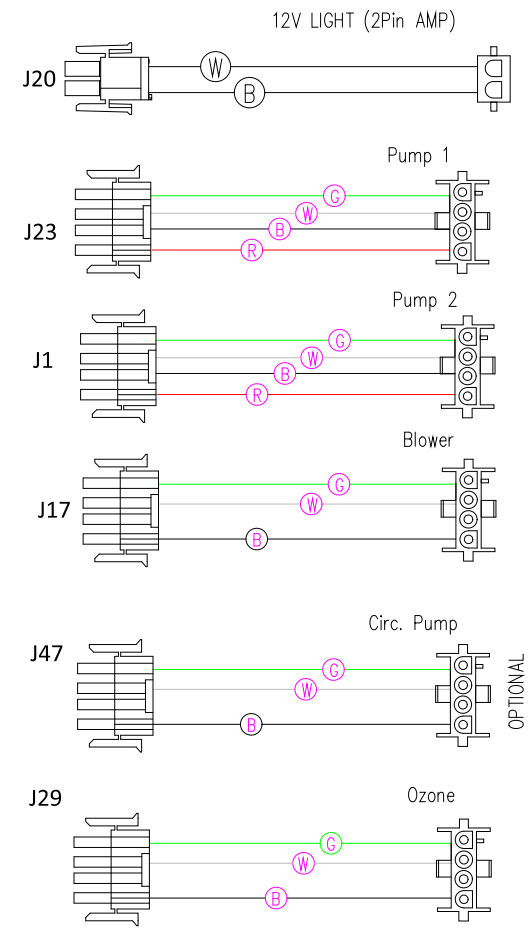 12V LIGHT (2Pin AMP)
J20
W
B
Pump 1
J23
G
W
B
R
Pump 2
J1
G
W
B
R
Blower
J17
G
W
B
Circ. Pump
J47
G
W
B
OPTIONAL
Ozone
J29
G
W
B